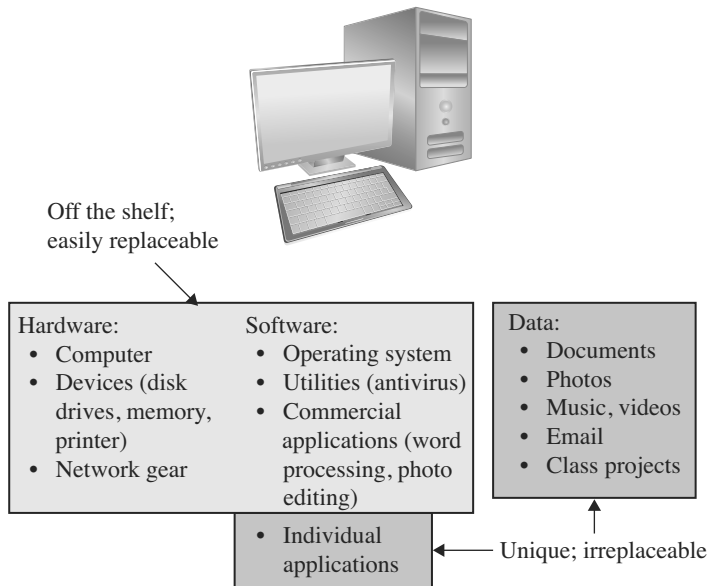 Off the shelf;
easily replaceable
Hardware:
• Computer
• Devices (disk
drives, memory,
printer)
• Network gear
Software:
• Operating system
• Utilities (antivirus)
• Commercial
applications (word
processing, photo
editing)
• Individual
applications
Data:
• Documents
• Photos
• Music, videos
• Email
• Class projects
Unique; irreplaceable